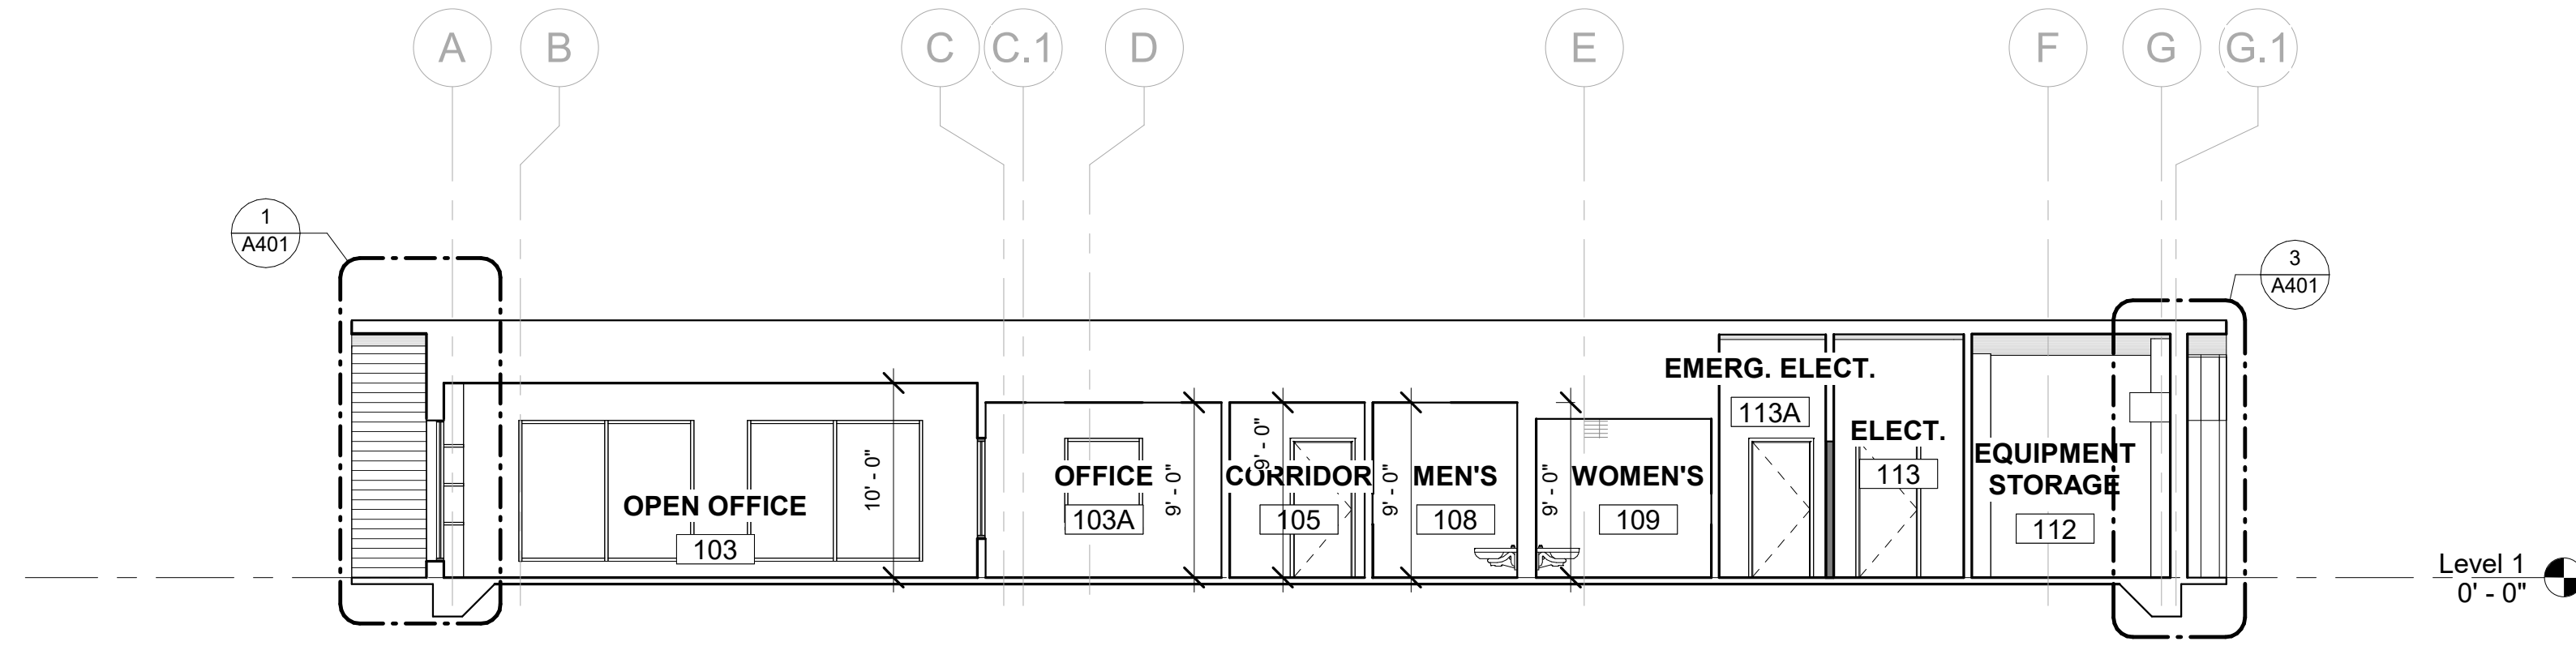 A
B
C
C.1
D
E
F
G
G.1
1
A401
3
A401
EMERG. ELECT.
113A
ELECT.
113
EQUIPMENT
STORAGE
112
OPEN OFFICE
103
10' - 0"
OFFICE
103A
9' - 0"
CORRIDOR
105
9' - 0"
MEN'S
108
9' - 0"
WOMEN'S
109
9' - 0"
Level 1
0' - 0"